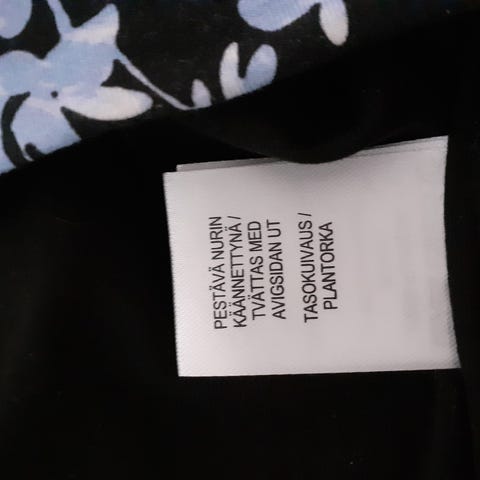 PESTÄVÄ NURIN
KÄÄNNETTYNÄ /
TVÄTTAS MED
AVIGSIDAN UT
TASOKUIVAUS /
PLANTORKA